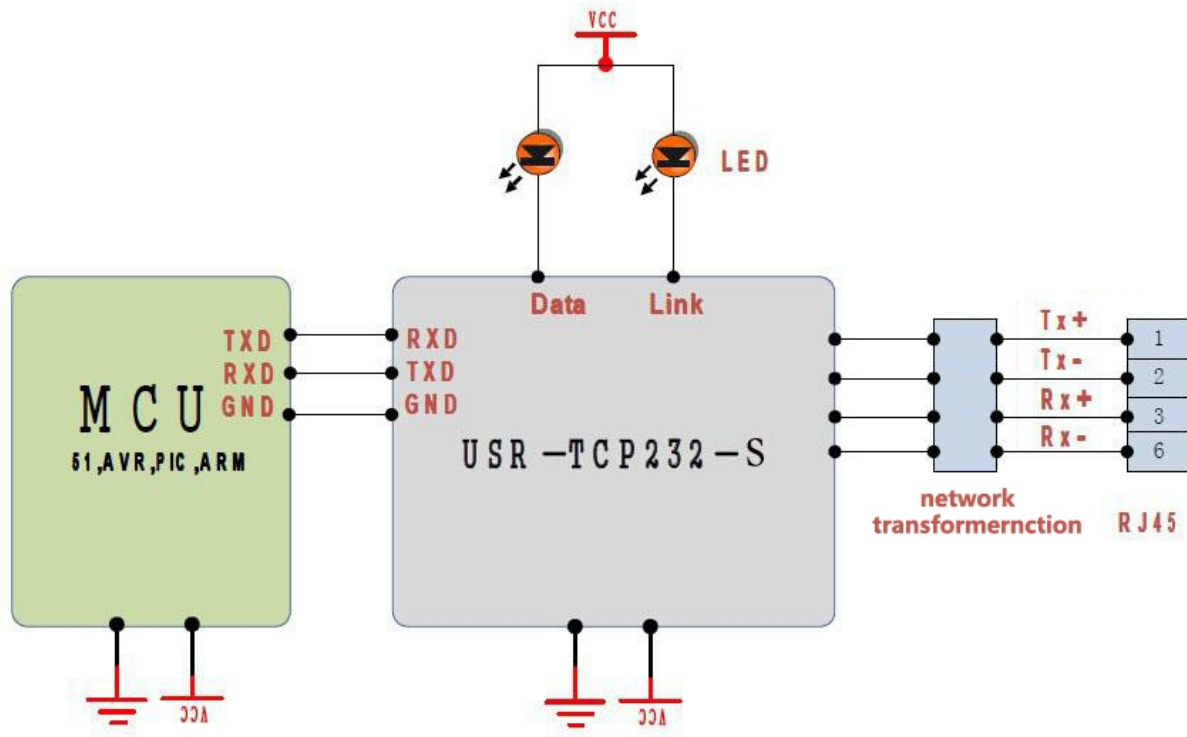 VCC
LED
Data
Link
TXD
RXD
GND
MCU
51,AVR,PIC,ARM
RXD
TXD
GND
USR-TCP232-S
Tx+
Tx-
Rx+
Rx-
1
2
3
6
network
transformernction
RJ45
VCC
VCC